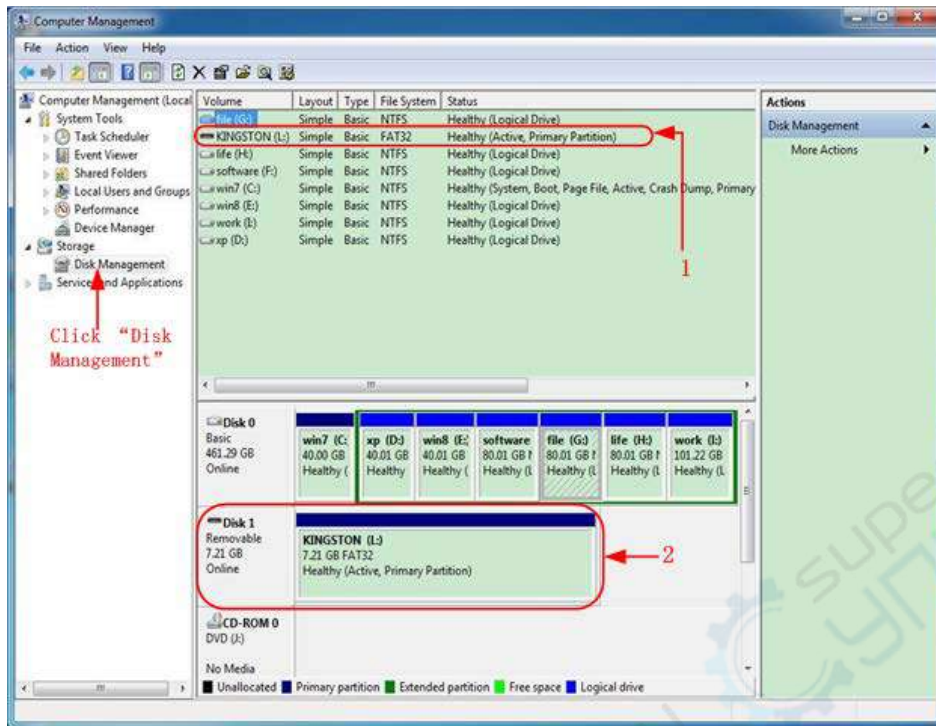 Computer Management
File Action View Help
Computer Management (Local
System Tools
Task Scheduler
Event Viewer
Shared Folders
Local Users and Groups
Performance
Device Manager
Storage
Disk Management
Services and Applications
Click “Disk
Management”
Volume Layout Type File System Status
file (G:) Simple Basic NTFS Healthy (Logical Drive)
KINGSTON (L:) Simple Basic FAT32 Healthy (Active, Primary Partition)
life (H:) Simple Basic NTFS Healthy (Logical Drive)
software (F:) Simple Basic NTFS Healthy (Logical Drive)
win7 (C:) Simple Basic NTFS Healthy (System, Boot, Page File, Active, Crash Dump, Primary
win8 (E:) Simple Basic NTFS Healthy (Logical Drive)
work (I:) Simple Basic NTFS Healthy (Logical Drive)
xp (D:) Simple Basic NTFS Healthy (Logical Drive)
1
Actions
Disk Management
More Actions
Disk 0
Basic
461.29 GB
Online
win7 (C: xp (D:) win8 (E: software file (G:) life (H:) work (I:)
40.00 GB 40.01 GB 40.01 GB 80.01 GB 80.01 GB 80.01 GB 101.22 GB
Healthy ( Healthy Healthy ( Healthy (L Healthy (L Healthy (L Healthy (L
Disk 1
Removable
7.21 GB
Online
KINGSTON (L:)
7.21 GB FAT32
Healthy (Active, Primary Partition)
2
CD-ROM 0
DVD (J:)
No Media
Unallocated Primary partition Extended partition Free space Logical drive